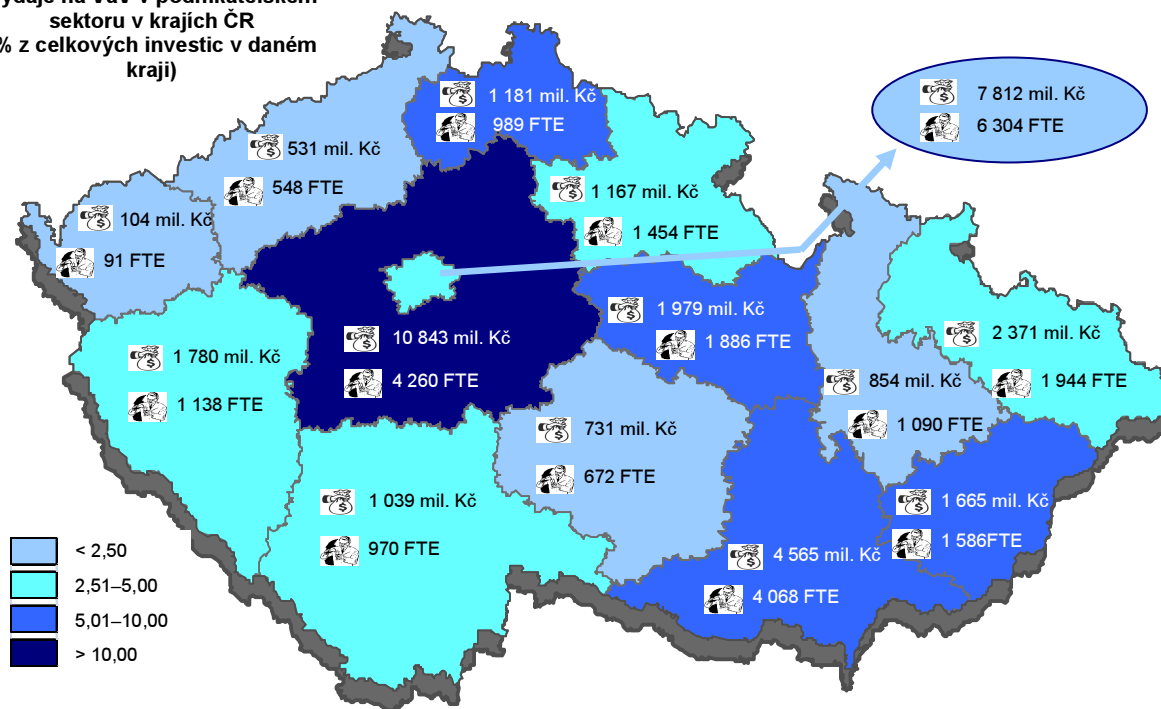 sektoru v krajích ČR
% z celkových investic v daném
kraji)
7 812 mil. Kč
6 304 FTE
1 181 mil. Kč
989 FTE
531 mil. Kč
548 FTE
1 167 mil. Kč
1 454 FTE
104 mil. Kč
91 FTE
1 979 mil. Kč
1 886 FTE
2 371 mil. Kč
1 944 FTE
10 843 mil. Kč
4 260 FTE
1 780 mil. Kč
1 138 FTE
854 mil. Kč
1 090 FTE
731 mil. Kč
672 FTE
1 039 mil. Kč
970 FTE
1 665 mil. Kč
1 586FTE
4 565 mil. Kč
4 068 FTE
< 2,50
2,51–5,00
5,01–10,00
> 10,00